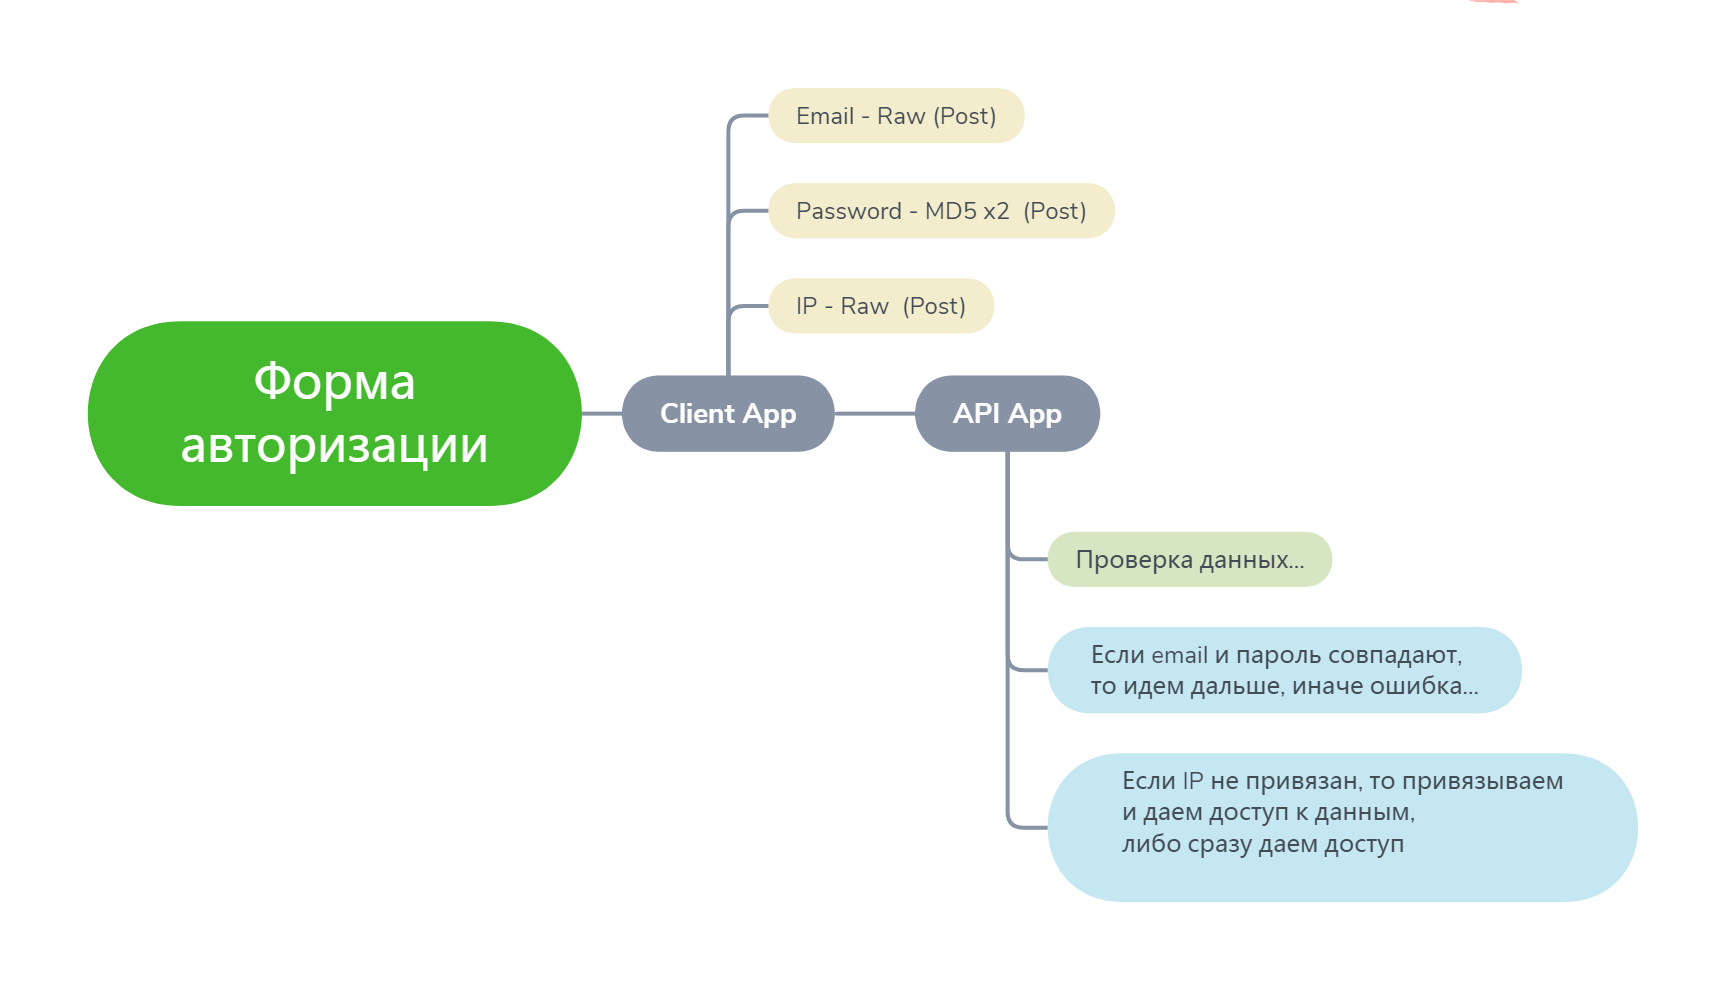 Email - Raw (Post)
Password - MD5 x2  (Post)
IP - Raw  (Post)
Форма
авторизации
Client App
API App
Проверка данных...
Если email и пароль совпадают,
то идем дальше, иначе ошибка...
Если IP не привязан, то привязываем
и даем доступ к данным,
либо сразу даем доступ